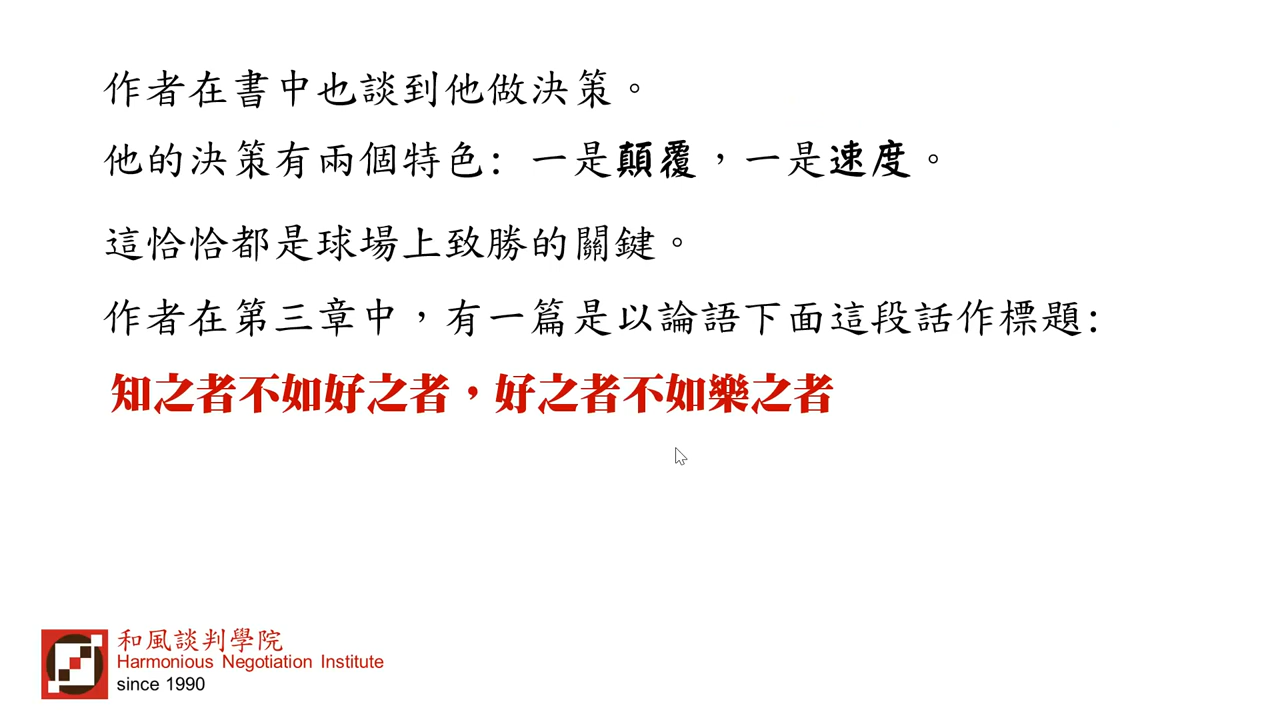 作者在書中也談到他做決策。
他的決策有兩個特色: 一是顛覆，一是速度。
這恰恰都是球場上致勝的關鍵。
作者在第三章中，有一篇是以論語下面這段話作標題:
知之者不如好之者，好之者不如樂之者
和風談判學院
Harmonious Negotiation Institute
since 1990